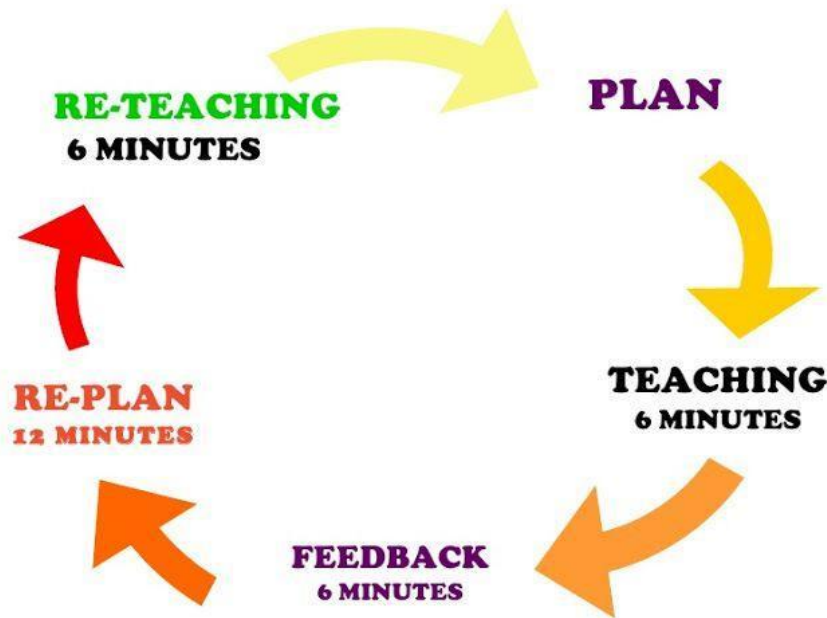 PLAN
TEACHING
6 MINUTES
FEEDBACK
6 MINUTES
RE-PLAN
12 MINUTES
RE-TEACHING
6 MINUTES